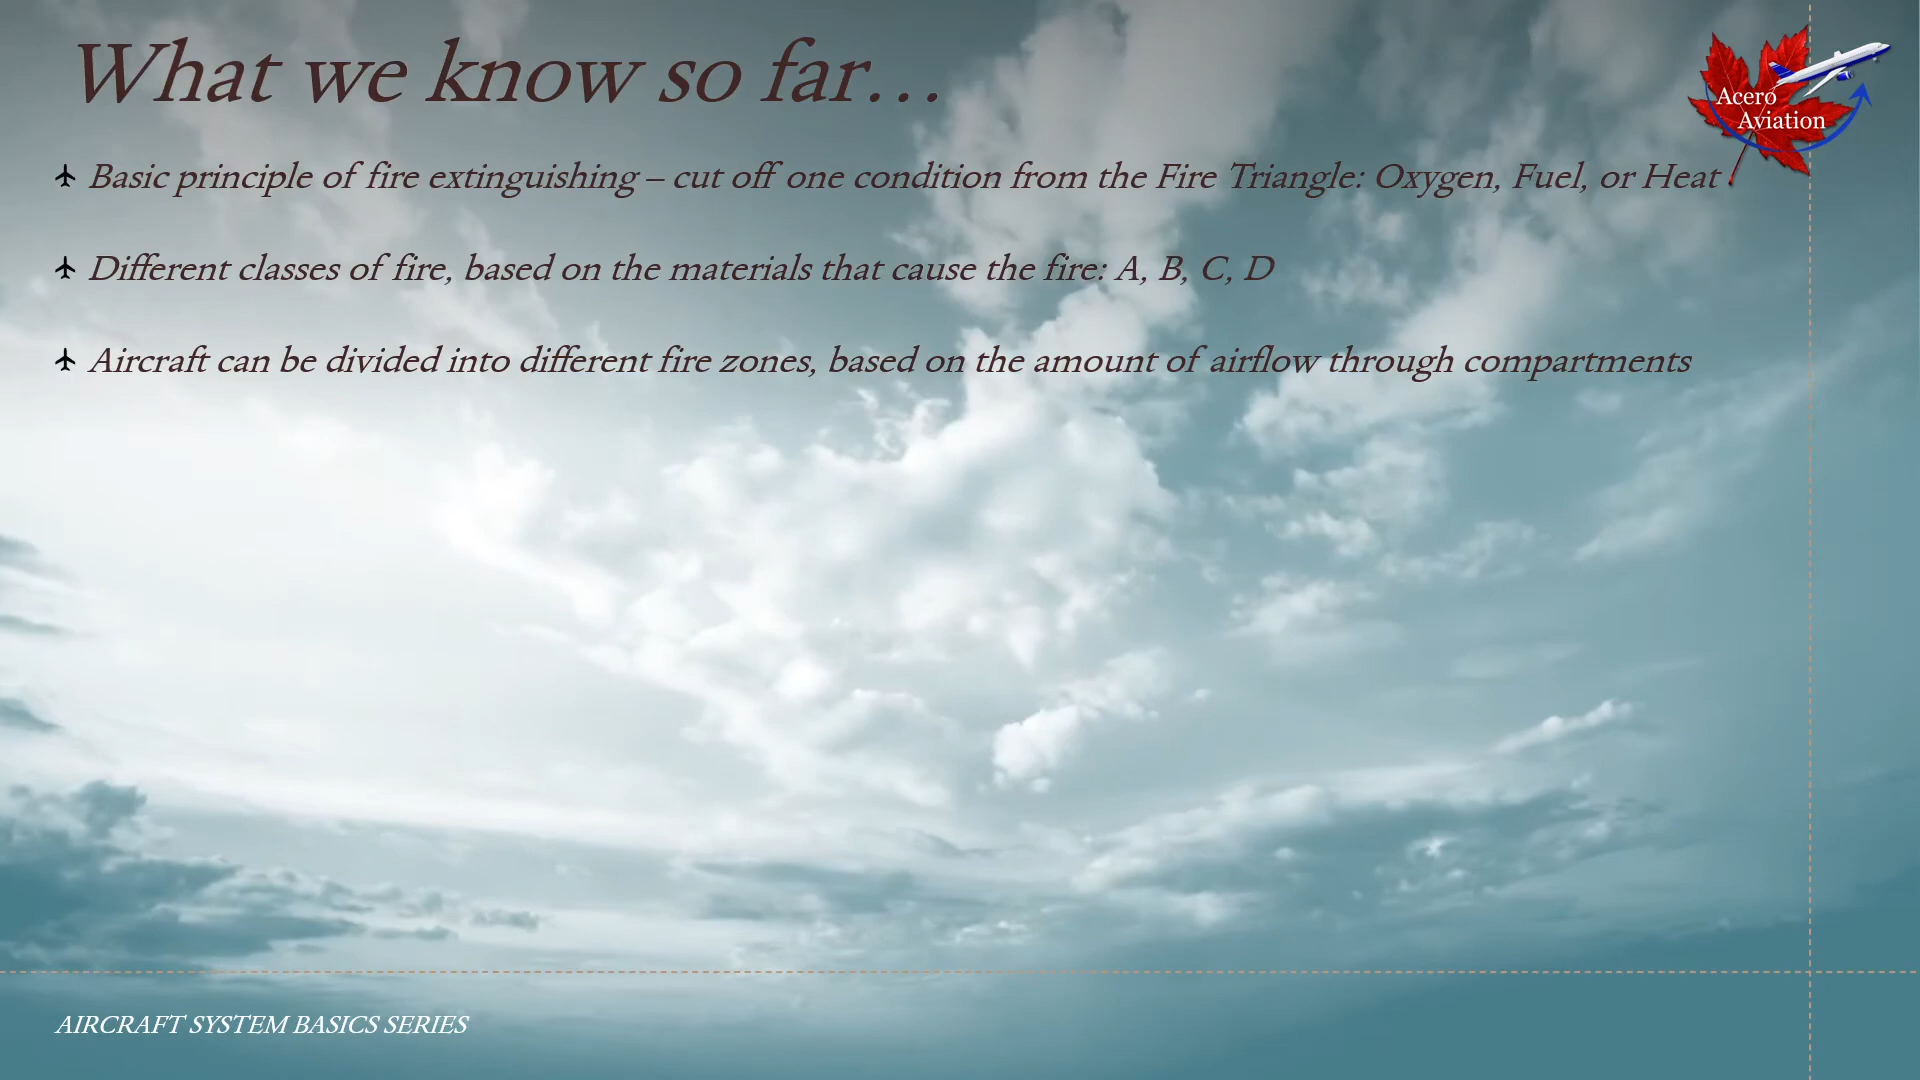 What we know so far…
Acero
Aviation
Basic principle of fire extinguishing – cut off one condition from the Fire Triangle: Oxygen, Fuel, or Heat
Different classes of fire, based on the materials that cause the fire: A, B, C, D
Aircraft can be divided into different fire zones, based on the amount of airflow through compartments
AIRCRAFT SYSTEM BASICS SERIES